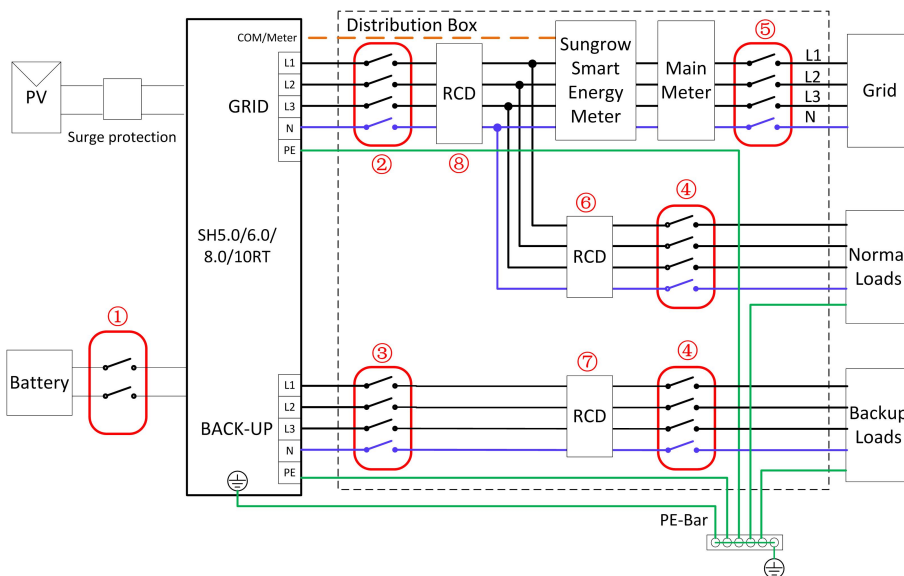 Distribution Box
COM/Meter
⑤
L1
L2
L3
N
PE
GRID
PV
Surge protection
RCD
Sungrow
Smart
Energy
Meter
Main
Meter
L1
L2
L3
N
Grid
②
⑧
⑥
④
SH5.0/6.0/
8.0/10RT
RCD
Norma
Loads
①
③
⑦
④
Battery
L1
L2
L3
N
PE
BACK-UP
RCD
Backup
Loads
PE-Bar